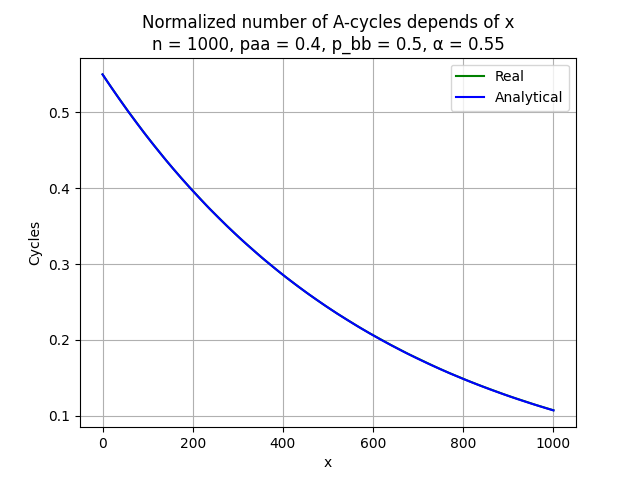 Normalized number of A-cycles depends of x
n = 1000, paa = 0.4, p_bb = 0.5, α = 0.55
Real
Analytical
0.5
0.4
0.3
0.2
0.1
Cycles
0 200 400 600 800 1000
x